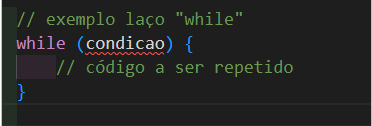 // exemplo laço "while"
while (condicao) {
    // código a ser repetido
}